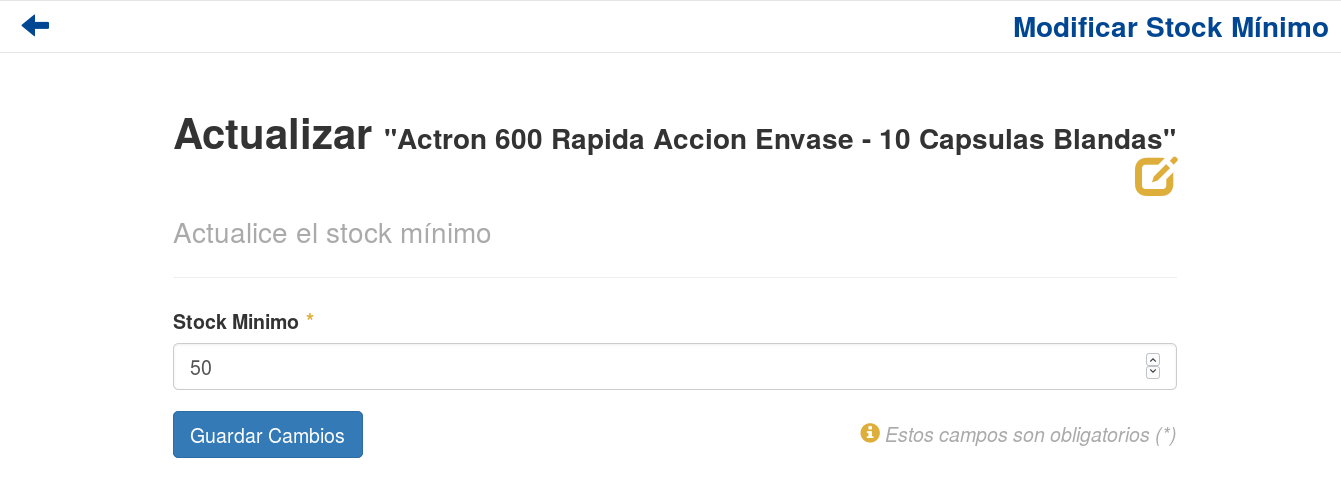 Modificar Stock Mínimo
Actualizar "Actron 600 Rapida Accion Envase - 10 Capsulas Blandas"
Actualice el stock mínimo
Stock Minimo *
50
Guardar Cambios
Estos campos son obligatorios (*)